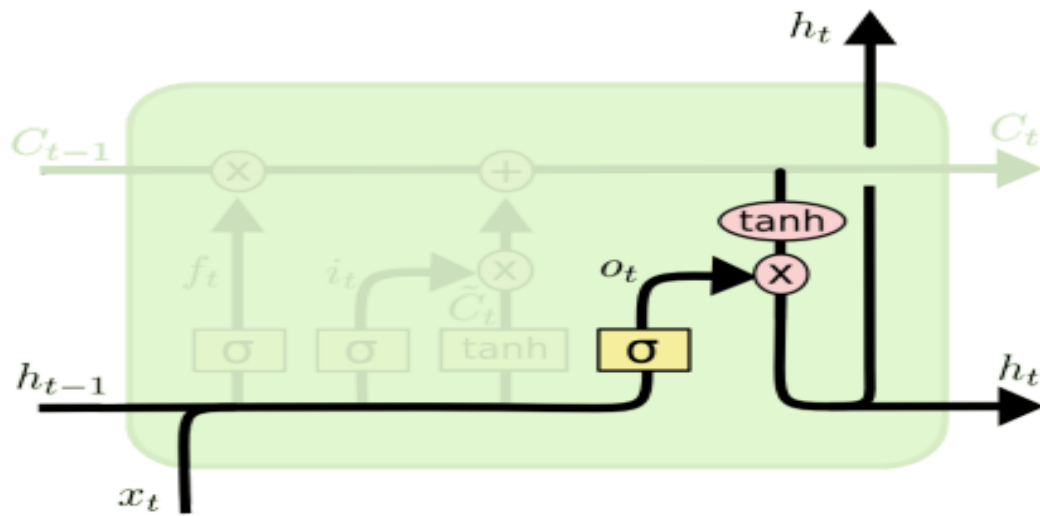 h_t
C_{t-1}
C_t
×
+
tanh
f_t
i_t
×
o_t
×
C̃_t
σ
σ
tanh
σ
h_{t-1}
h_t
x_t